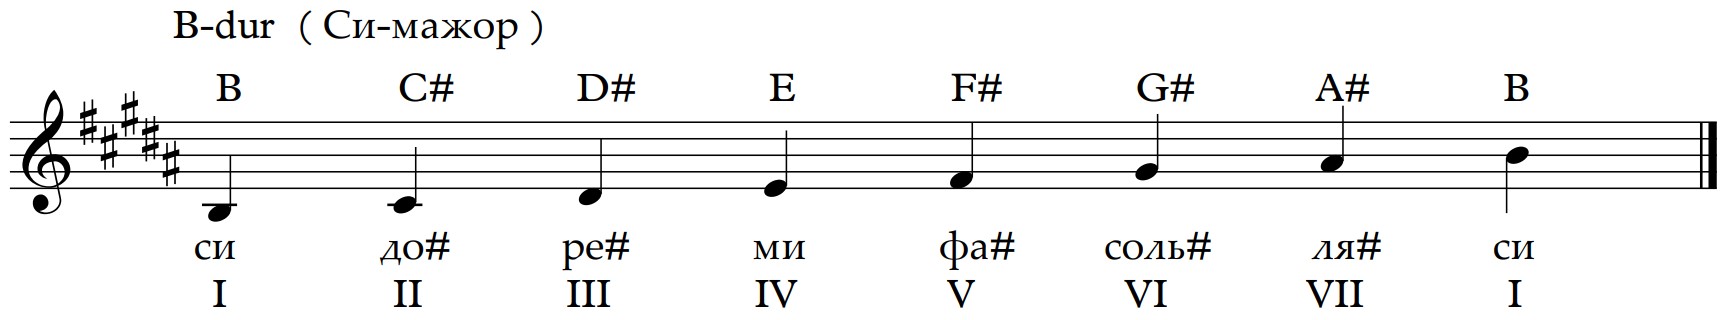 B-dur ( Си-мажор )
B C# D# E F# G# A# B
си до# ре# ми фа# соль# ля# си
I II III IV V VI VII I